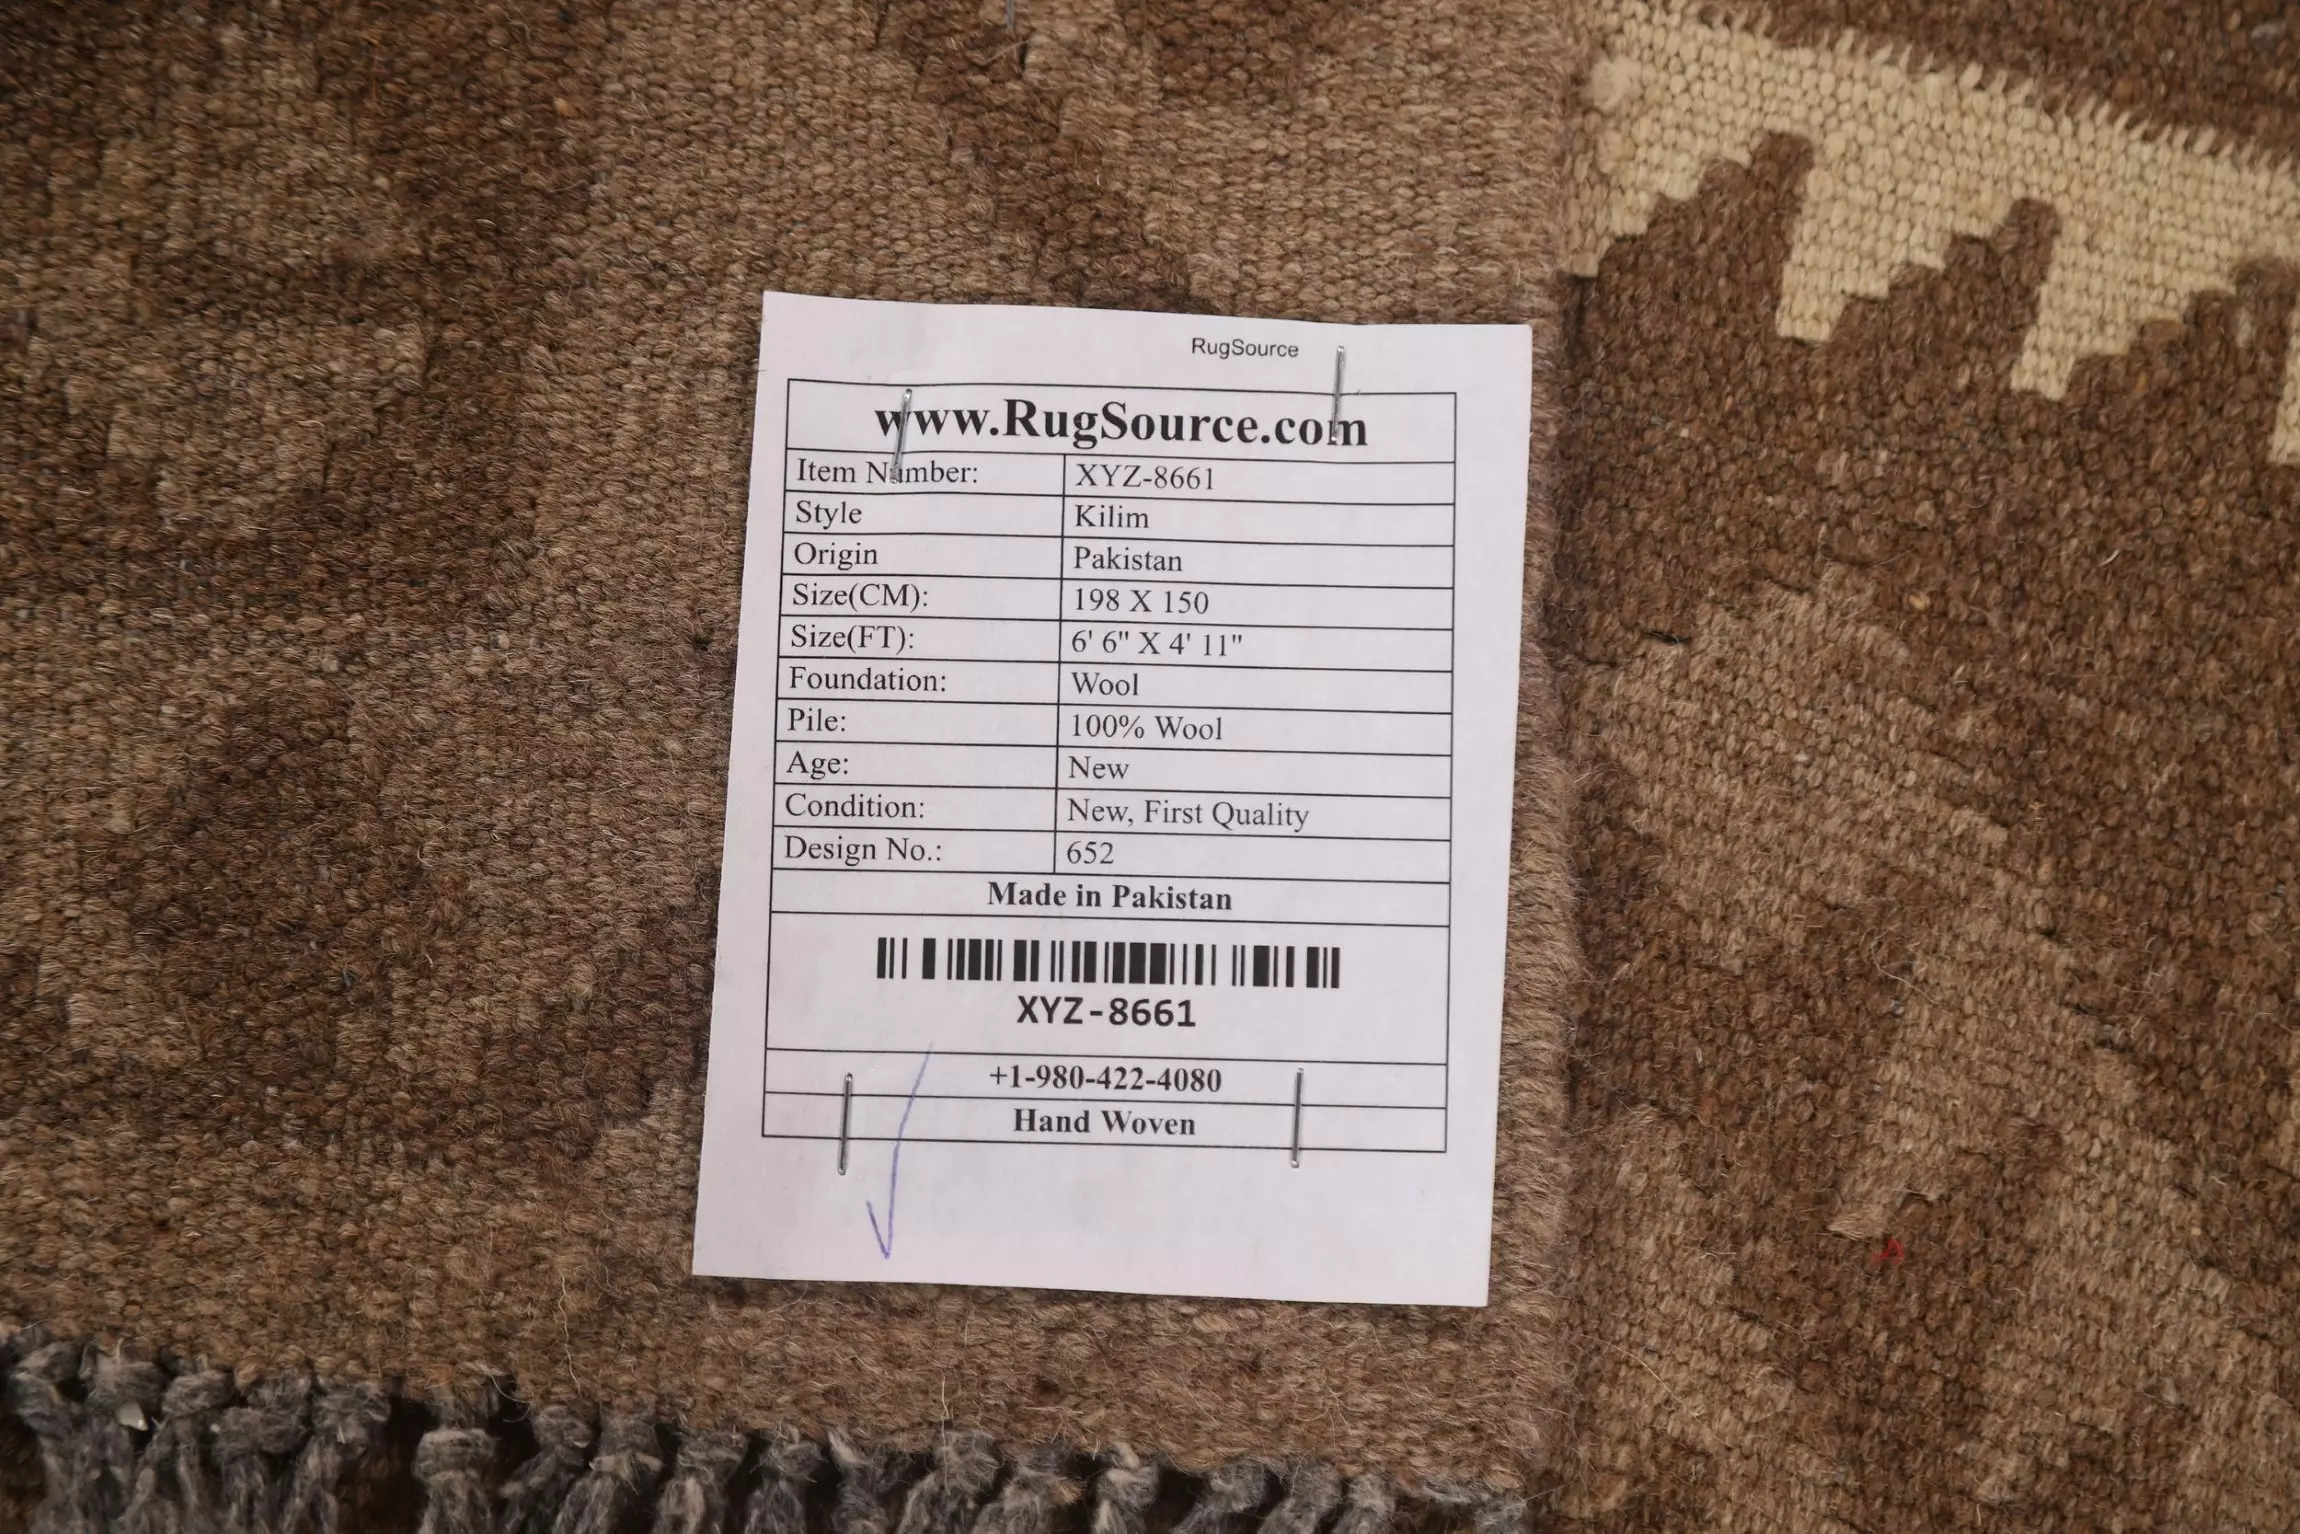 RugSource
www.RugSource.com
Item Number: XYZ-8661
Style Kilim
Origin Pakistan
Size(CM): 198 X 150
Size(FT): 6' 6" X 4' 11"
Foundation: Wool
Pile: 100% Wool
Age: New
Condition: New, First Quality
Design No.: 652
Made in Pakistan
XYZ-8661
+1-980-422-4080
Hand Woven